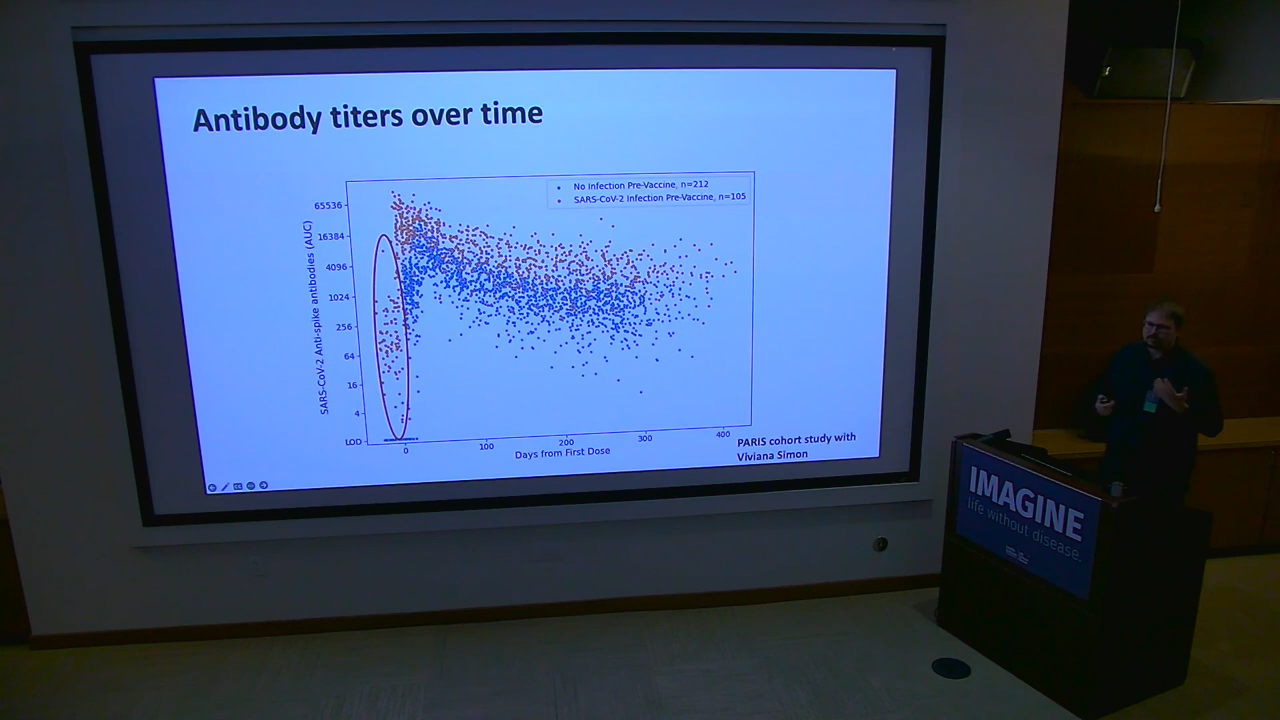 Antibody titers over time
No Infection Pre-Vaccine, n=212
SARS-CoV-2 Infection Pre-Vaccine, n=105
SARS-CoV-2 Anti-spike antibodies (AUC)
65536
16384
4096
1024
256
64
16
4
LOD
0
100
200
300
400
Days from First Dose
PARIS cohort study with
Viviana Simon
IMAGINE
life without disease.